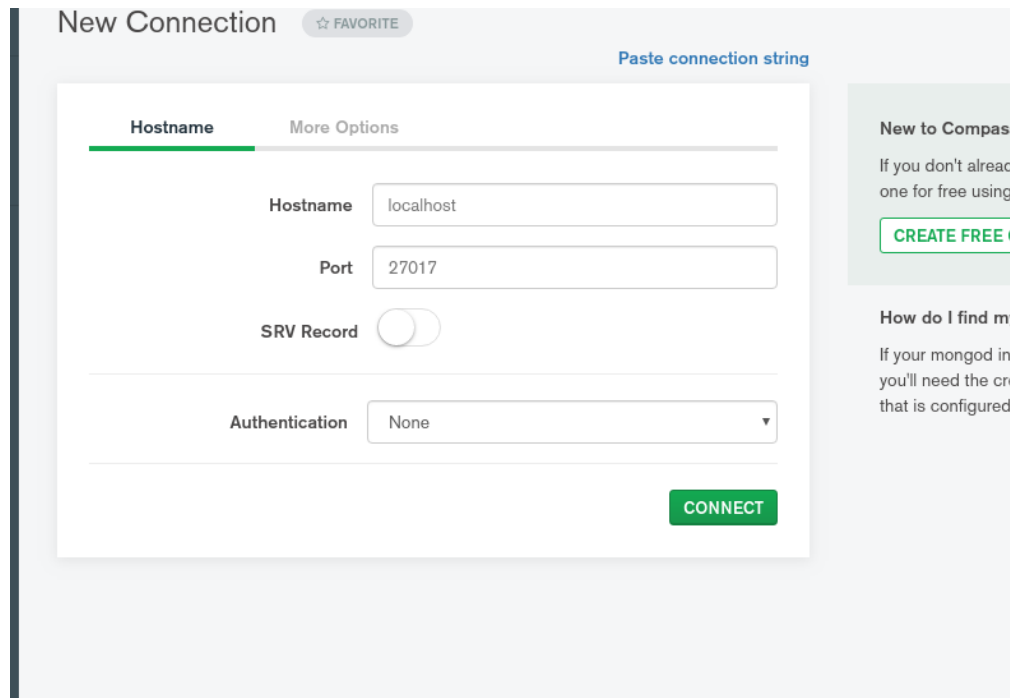 New Connection
FAVORITE
Paste connection string
Hostname
More Options
Hostname
localhost
Port
27017
SRV Record
Authentication
None
CONNECT
New to Compas
If you don't alread
one for free using
CREATE FREE
How do I find m
If your mongod in
you'll need the cr
that is configured